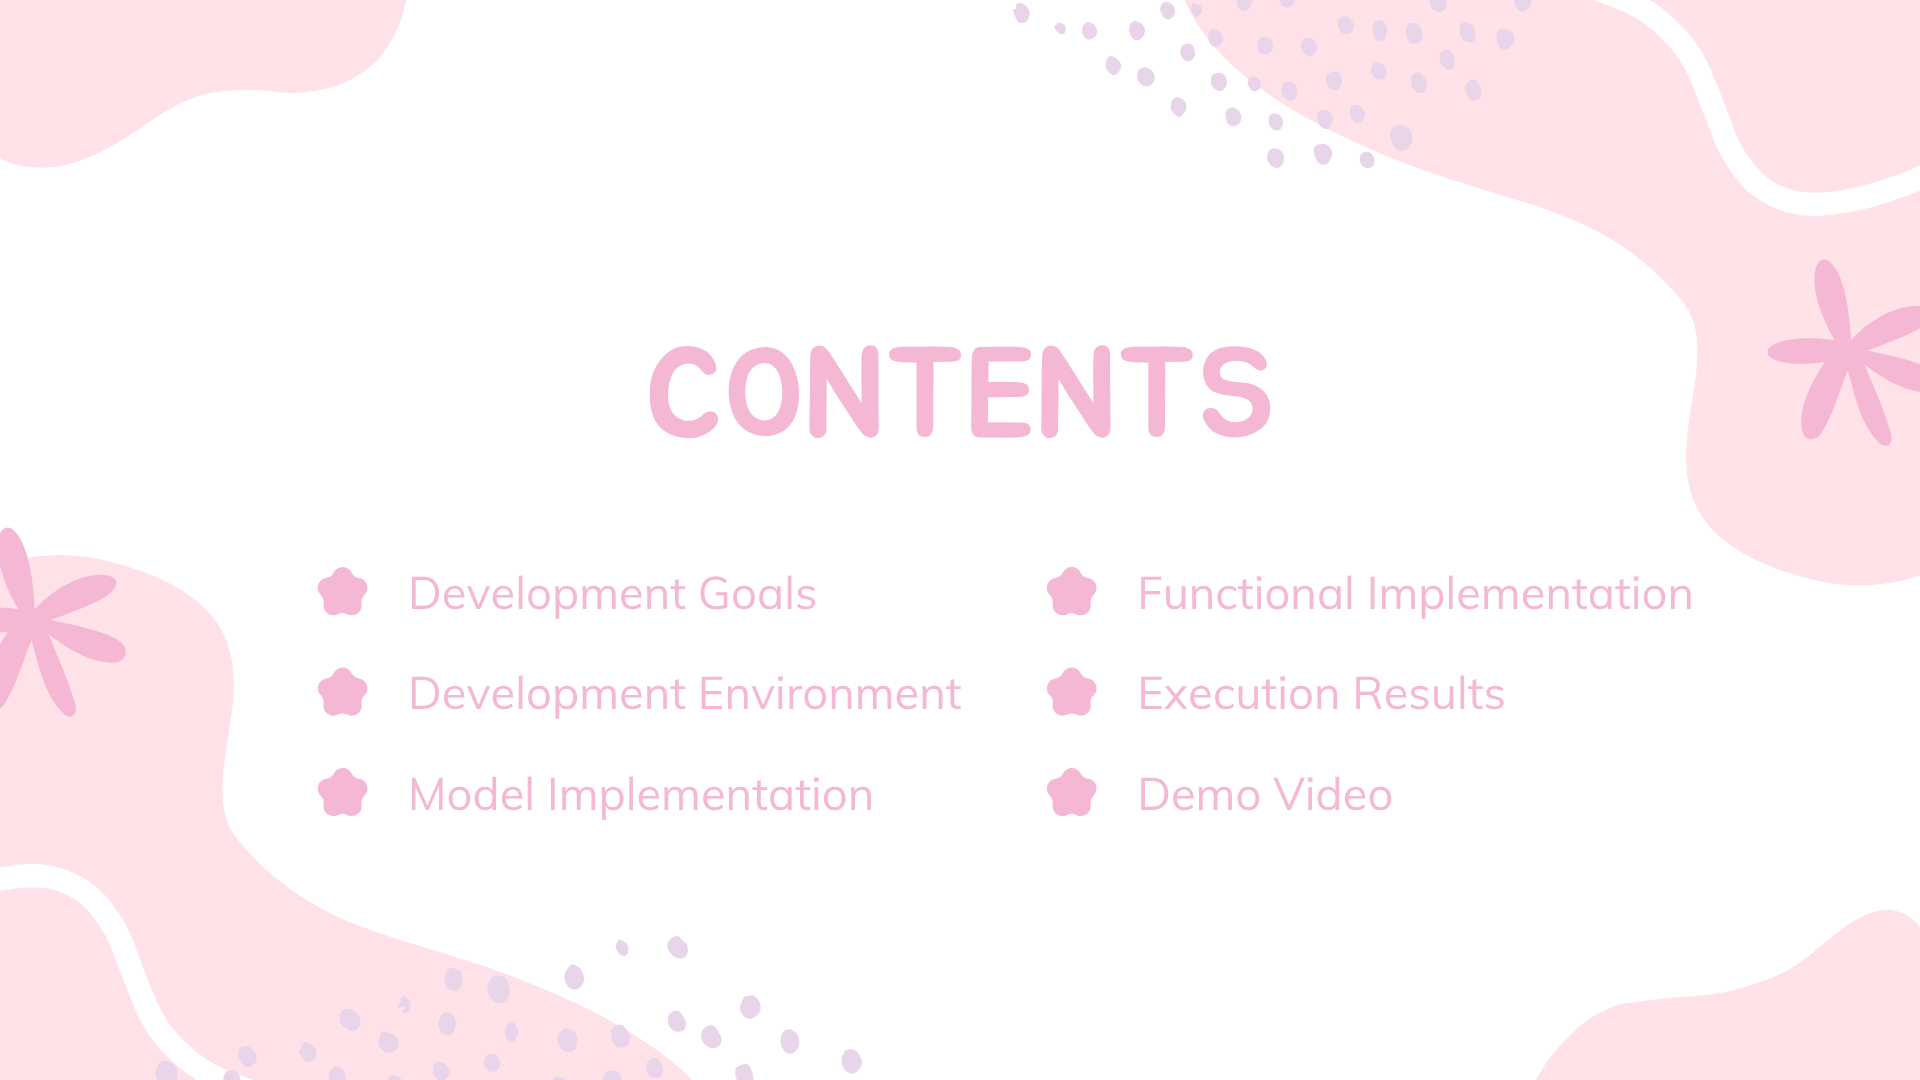 CONTENTS
Development Goals
Development Environment
Model Implementation
Functional Implementation
Execution Results
Demo Video